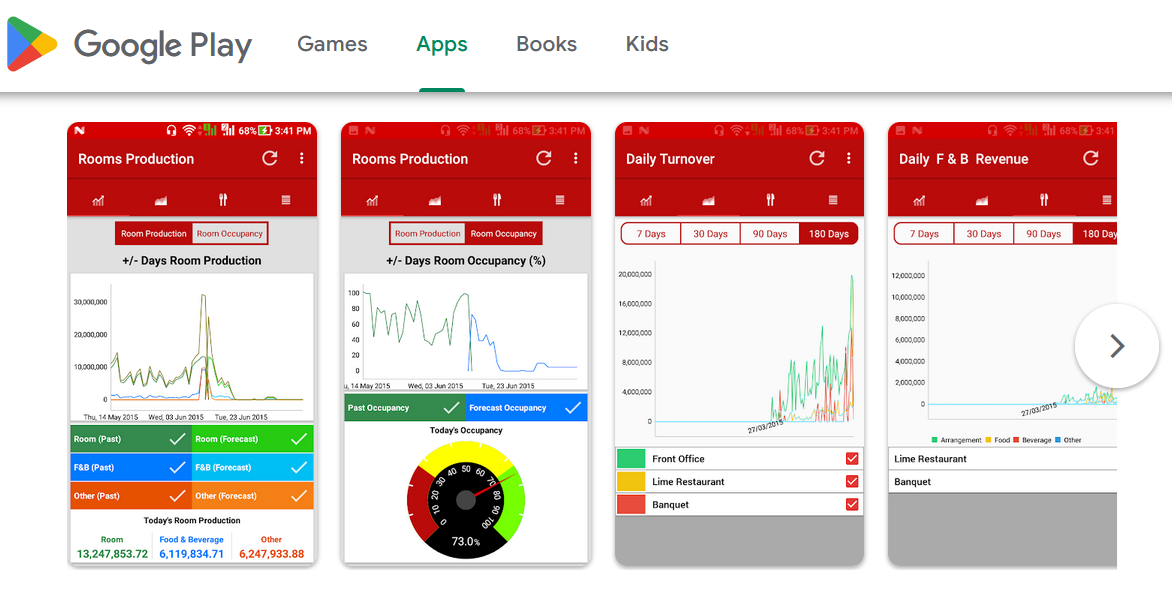 Google Play Games Apps Books Kids
68% 3:41 PM
Rooms Production
Room Production Room Occupancy
+/- Days Room Production
30,000,000
20,000,000
10,000,000
0
Thu, 14 May 2015 Wed, 03 Jun 2015 Tue, 23 Jun 2015
Room (Past) Room (Forecast)
F&B (Past) F&B (Forecast)
Other (Past) Other (Forecast)
Today's Room Production
Room Food & Beverage Other
13,247,853.72 6,119,834.71 6,247,933.88
68% 3:41 PM
Rooms Production
Room Production Room Occupancy
+/- Days Room Occupancy (%)
100
80
60
40
20
0
u, 14 May 2015 Wed, 03 Jun 2015 Tue, 23 Jun 2015
Past Occupancy Forecast Occupancy
Today's Occupancy
0 10 20 30 40 50 60 70 80 90 100
73.0%
68% 3:41 PM
Daily Turnover
7 Days 30 Days 90 Days 180 Days
20,000,000
16,000,000
12,000,000
8,000,000
4,000,000
0
27/03/2015
Front Office
Lime Restaurant
Banquet
68% 3:41
Daily F & B Revenue
7 Days 30 Days 90 Days 180 Day
12,000,000
10,000,000
8,000,000
6,000,000
4,000,000
2,000,000
0
27/03/2015
Arrangement Food Beverage Other
Lime Restaurant
Banquet